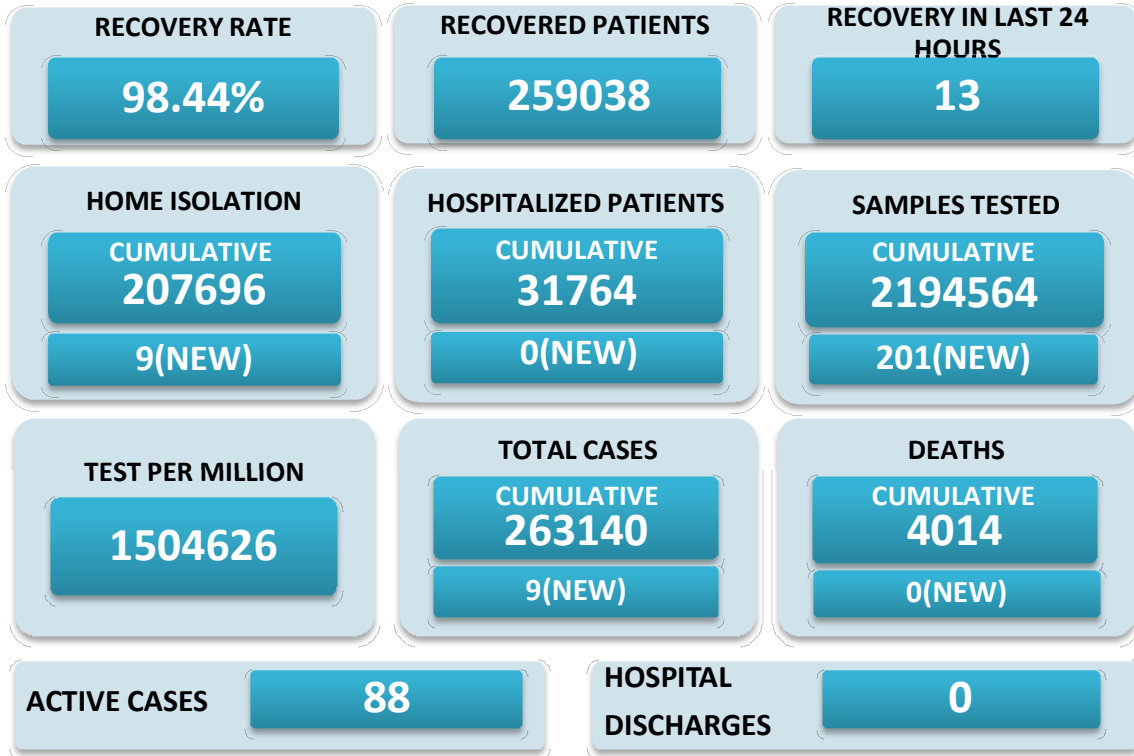 RECOVERY RATE
98.44%
RECOVERED PATIENTS
259038
RECOVERY IN LAST 24
HOURS
13
HOME ISOLATION
CUMULATIVE
207696
9(NEW)
HOSPITALIZED PATIENTS
CUMULATIVE
31764
0(NEW)
SAMPLES TESTED
CUMULATIVE
2194564
201(NEW)
TEST PER MILLION
1504626
TOTAL CASES
CUMULATIVE
263140
9(NEW)
DEATHS
CUMULATIVE
4014
0(NEW)
ACTIVE CASES
88
HOSPITAL
DISCHARGES
0